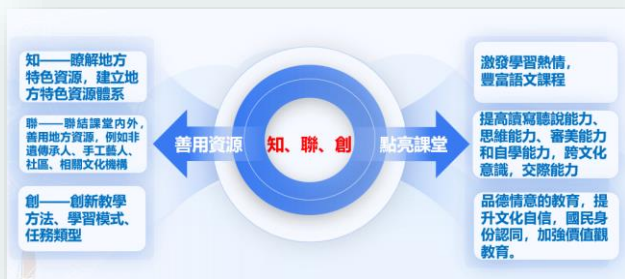 知——瞭解地方
特色資源，建立地
方特色資源體系
聯——聯結課堂內外，
善用地方資源，例如非
遺傳承人、手工藝人、
社區、相關文化機構
創——創新教學
方法、學習模式、
任務類型
善用資源
知、聯、創
點亮課堂
激發學習熱情，
豐富語文課程
提高讀寫聽說能力、
思維能力、審美能力
和自學能力，跨文化
意識，交際能力
品德情意的教育，提
升文化自信，國民身
份認同，加強價值觀
教育。